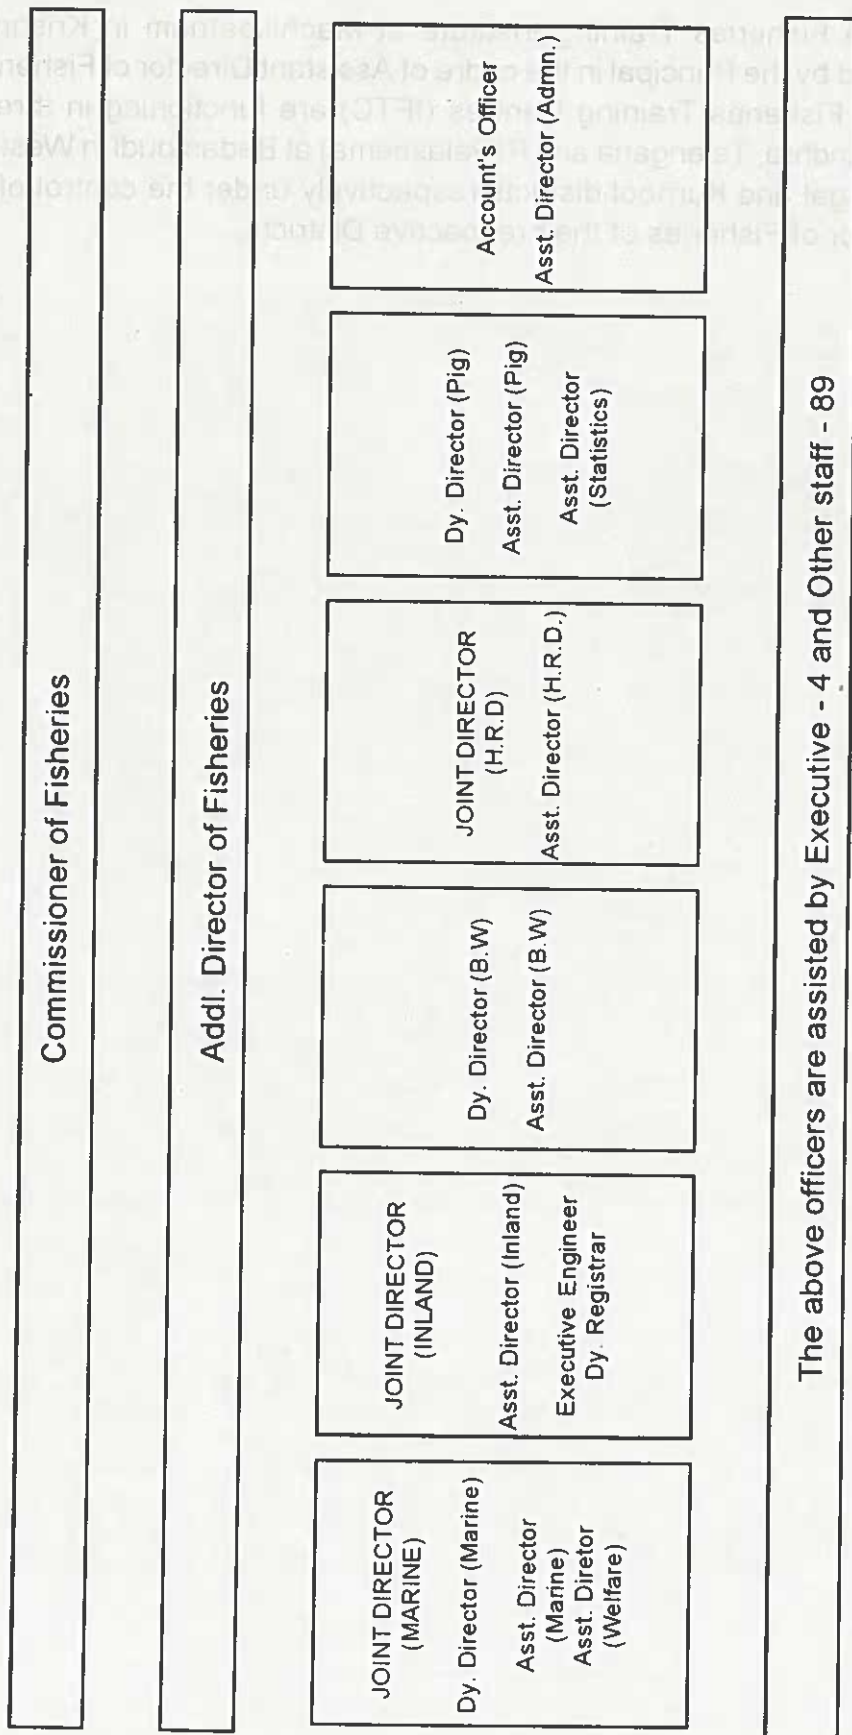 Commissioner of Fisheries
Addl. Director of Fisheries
JOINT DIRECTOR
(MARINE)
Dy. Director (Marine)
Asst. Director
(Marine)
Asst. Diretor
(Welfare)
JOINT DIRECTOR
(INLAND)
Asst. Director (Inland)
Executive Engineer
Dy. Registrar
Dy. Director (B.W)
Asst. Director (B.W)
JOINT DIRECTOR
(H.R.D)
Asst. Director (H.R.D.)
Dy. Director (Pig)
Asst. Director (Pig)
Asst. Director
(Statistics)
Account's Officer
Asst. Director (Admn.)
The above officers are assisted by Executive - 4 and Other staff - 89